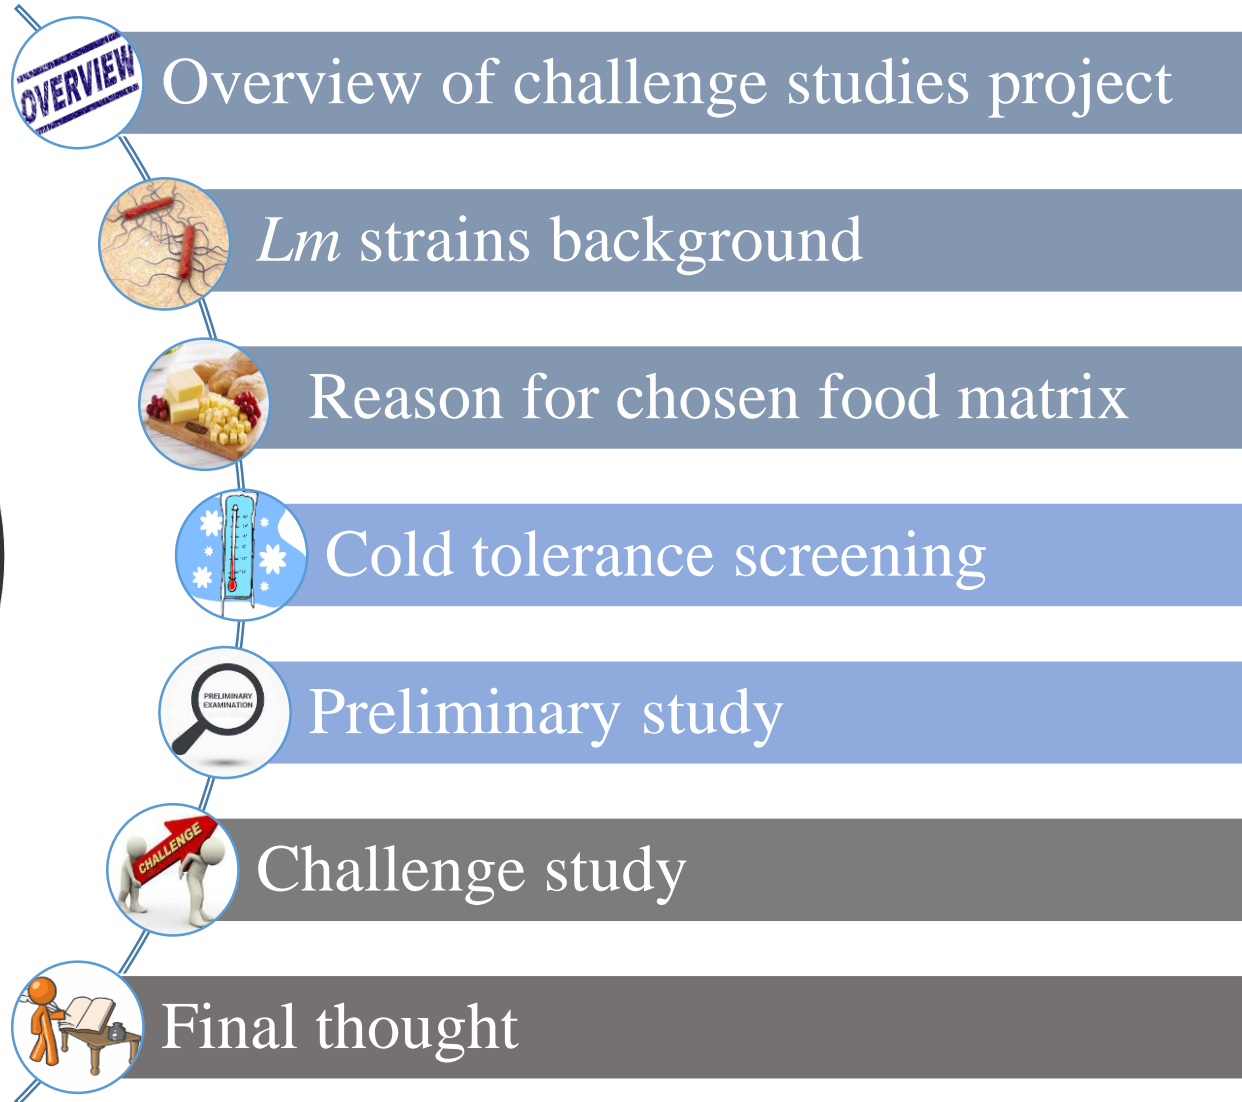 OVERVIEW
Overview of challenge studies project
Lm strains background
Reason for chosen food matrix
Cold tolerance screening
PRELIMINARY
EXAMINATION
Preliminary study
CHALLENGE
Challenge study
Final thought